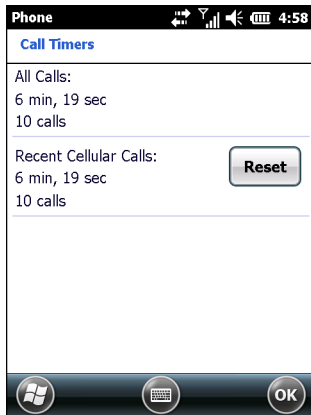 Phone 4:58
Call Timers
All Calls:
6 min, 19 sec
10 calls
Recent Cellular Calls:
6 min, 19 sec
10 calls
Reset
OK